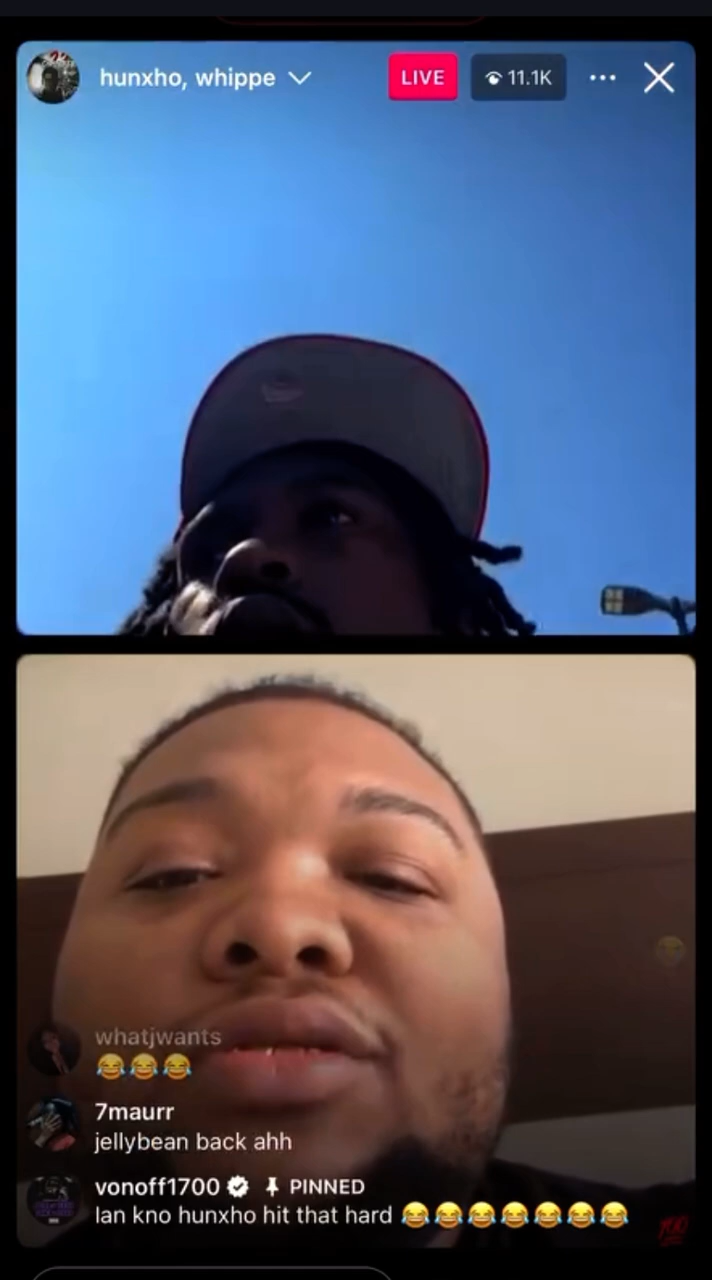 hunxho, whippe
LIVE
11.1K
whatjwants
😂😂😂
7maurr
jellybean back ahh
vonoff1700 PINNED
Ian kno hunxho hit that hard 😂😂😂😂😂😂😂
💯